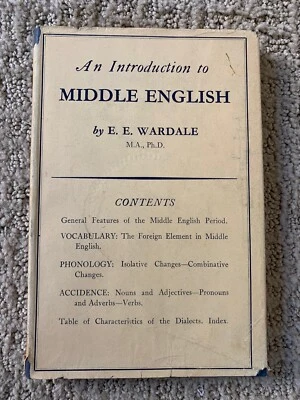 An Introduction to
MIDDLE ENGLISH
by E. E. WARDALE
M.A., Ph.D.
CONTENTS
General Features of the Middle English Period.
VOCABULARY: The Foreign Element in Middle
English.
PHONOLOGY: Isolative Changes—Combinative
Changes.
ACCIDENCE: Nouns and Adjectives—Pronouns
and Adverbs—Verbs.
Table of Characteristics of the Dialects. Index.